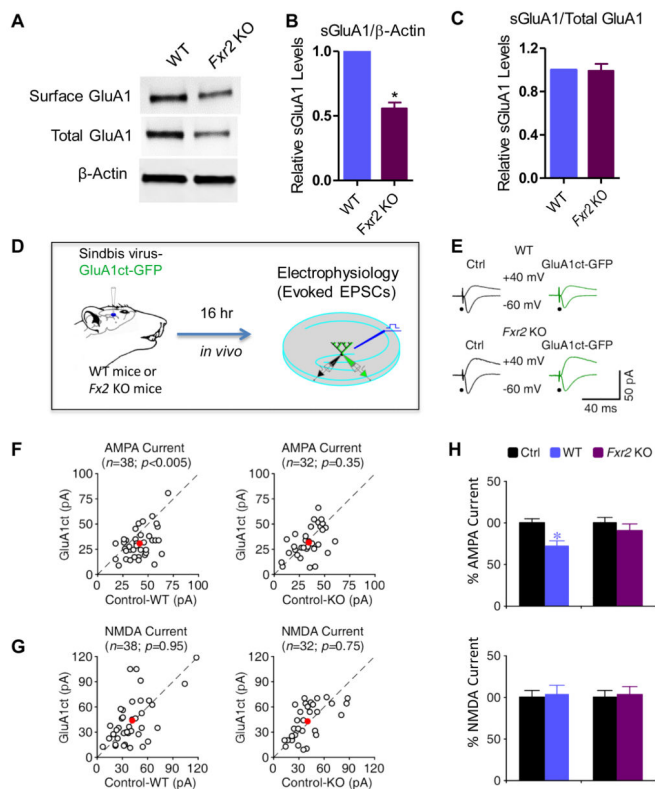 A
WT
Fxr2 KO
Surface GluA1
Total GluA1
β-Actin
B
sGluA1/β-Actin
Relative sGluA1 Levels
1.0
0.5
0.0
*
WT
Fxr2 KO
C
sGluA1/Total GluA1
Relative sGluA1 Levels
1.2
0.8
0.4
0.0
WT
Fxr2 KO
D
Sindbis virus-
GluA1ct-GFP
WT mice or
Fx2 KO mice
16 hr
in vivo
Electrophysiology
(Evoked EPSCs)
E
WT
Ctrl
+40 mV
GluA1ct-GFP
-60 mV
Fxr2 KO
Ctrl
+40 mV
GluA1ct-GFP
-60 mV
50 pA
40 ms
F
AMPA Current
(n=38; p<0.005)
GluA1ct (pA)
100
75
50
25
0
0 25 50 75 100
Control-WT (pA)
AMPA Current
(n=32; p=0.35)
100
75
50
25
0
0 25 50 75 100
Control-KO (pA)
G
NMDA Current
(n=38; p=0.95)
GluA1ct (pA)
120
90
60
30
0
0 30 60 90 120
Control-WT (pA)
NMDA Current
(n=32; p=0.75)
120
90
60
30
0
0 30 60 90 120
Control-KO (pA)
H
Ctrl WT Fxr2 KO
% AMPA Current
50
00
50
0
*
% NMDA Current
50
00
50
0